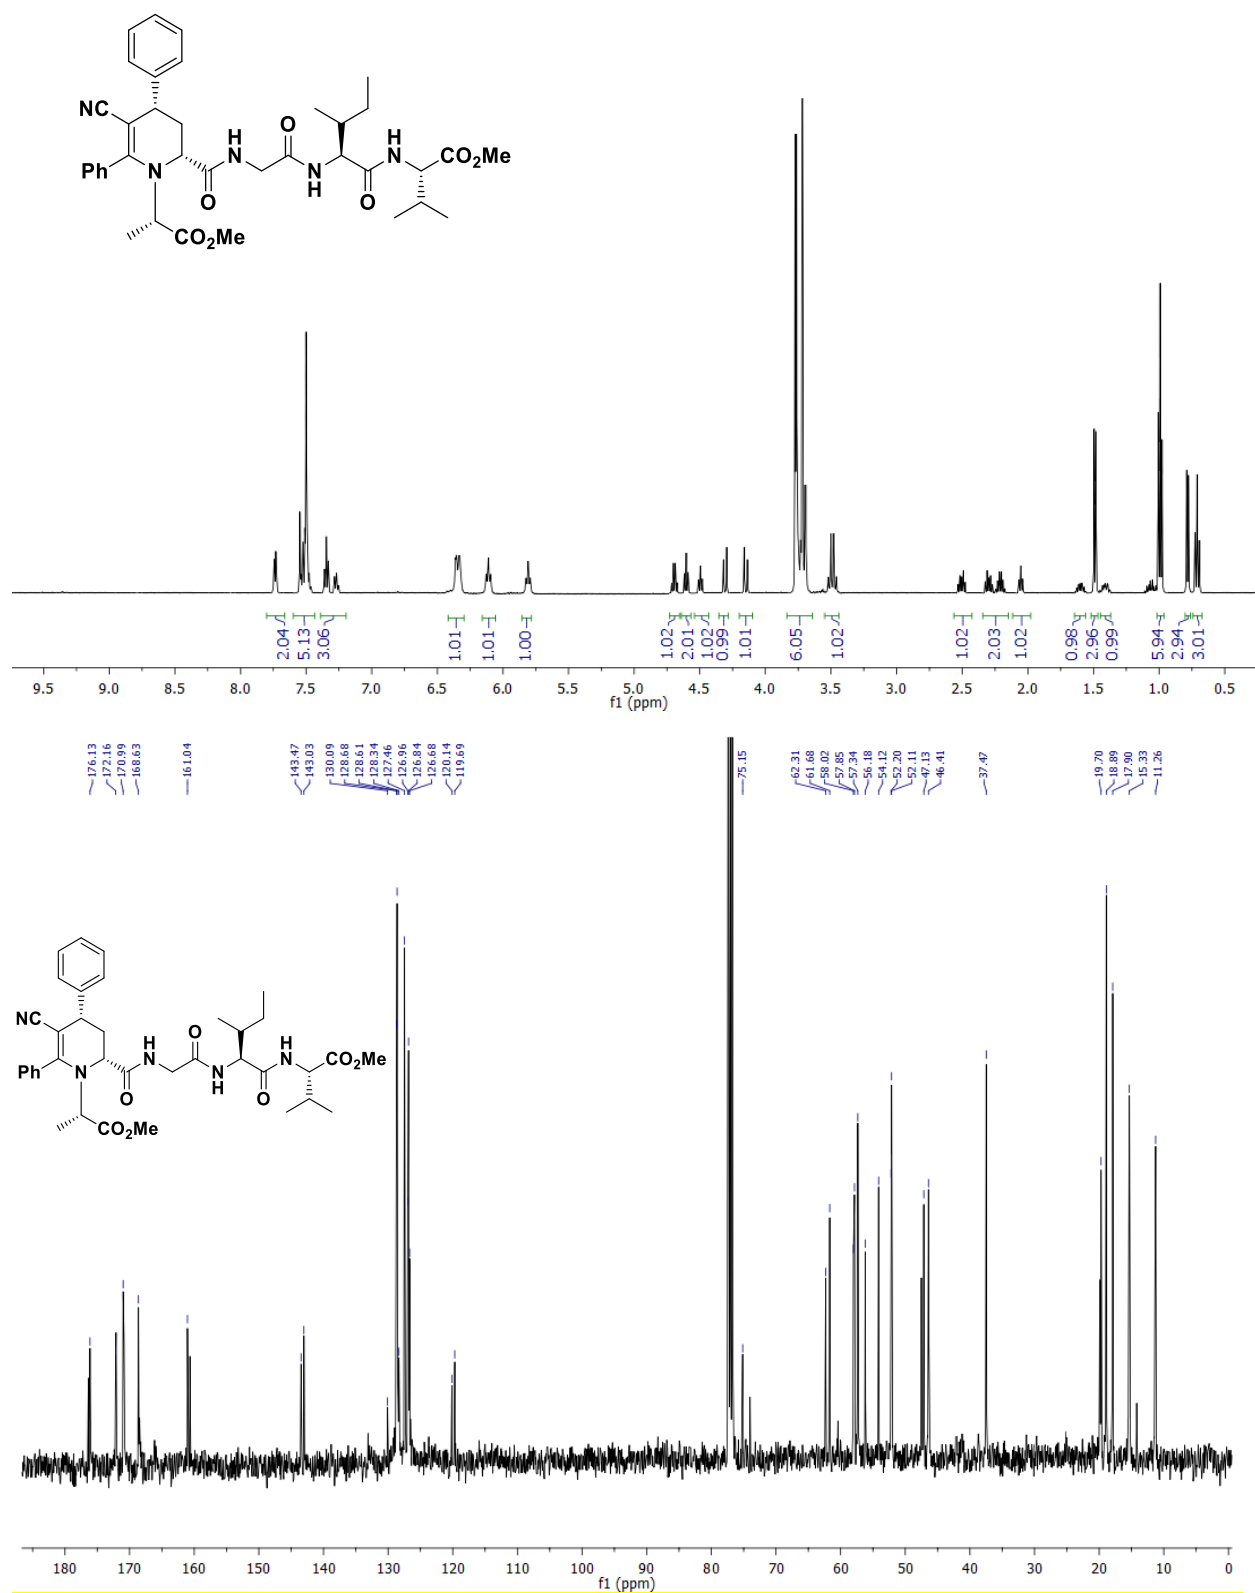 NC
Ph
N
H
N
O
O
N
H
O
H
N
CO2Me
CO2Me
2.04
5.13
3.06
1.01
1.01
1.00
1.02
2.01
1.02
0.99
1.01
6.05
1.02
1.02
2.03
1.02
0.98
2.96
0.99
5.94
2.94
3.01
9.5 9.0 8.5 8.0 7.5 7.0 6.5 6.0 5.5 5.0 4.5 4.0 3.5 3.0 2.5 2.0 1.5 1.0 0.5
f1 (ppm)
176.13
172.16
170.99
168.63
161.04
143.47
143.03
130.09
128.68
128.61
128.34
127.46
126.96
126.84
126.68
120.14
119.69
75.15
62.31
61.68
58.02
57.85
57.34
56.18
54.12
52.20
52.11
47.13
46.41
37.47
19.70
18.89
17.90
15.33
11.26
NC
Ph
N
H
N
O
O
N
H
O
H
N
CO2Me
CO2Me
180 170 160 150 140 130 120 110 100 90 80 70 60 50 40 30 20 10 0
f1 (ppm)